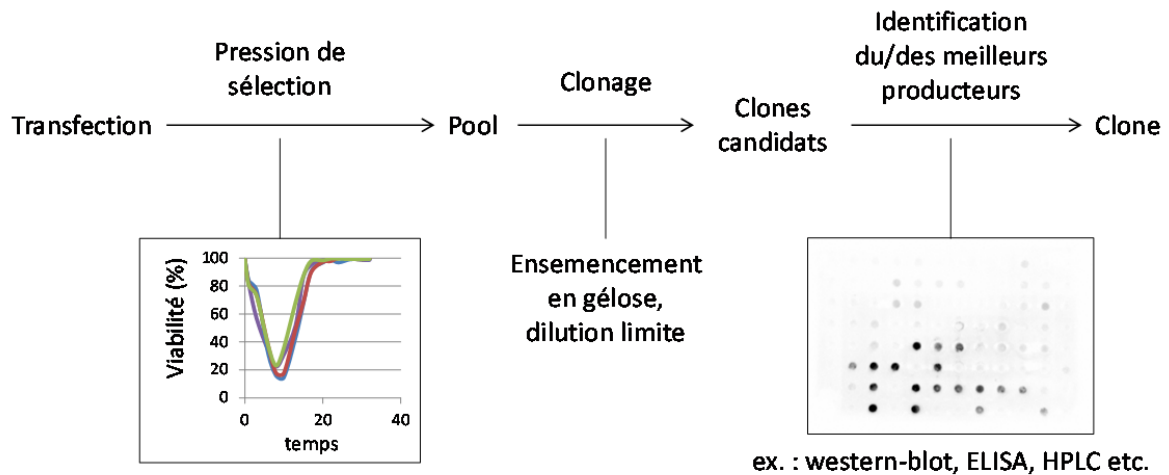 Pression de
sélection
Identification
du/des meilleurs
producteurs
Clonage
Transfection
Pool
Clones
candidats
Clone
Viabilité (%)
100
80
60
40
20
0
0
20
40
temps
Ensemencement
en gélose,
dilution limite
ex. : western-blot, ELISA, HPLC etc.